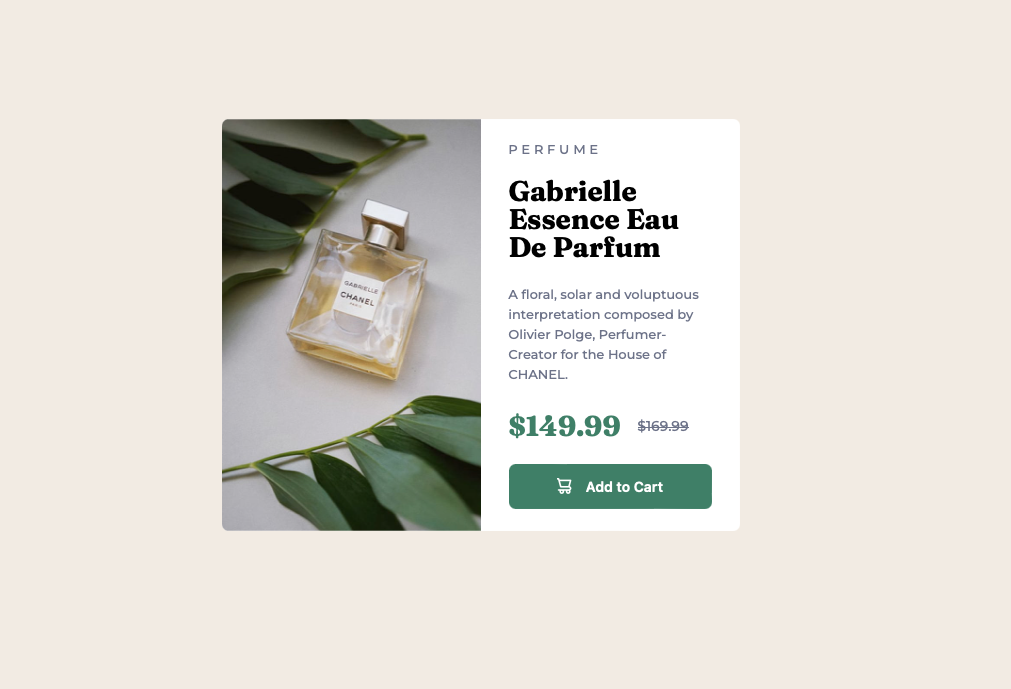 GABRIELLE
CHANEL
PARIS
PERFUME
Gabrielle
Essence Eau
De Parfum
A floral, solar and voluptuous
interpretation composed by
Olivier Polge, Perfumer-
Creator for the House of
CHANEL.
$149.99 $169.99
Add to Cart